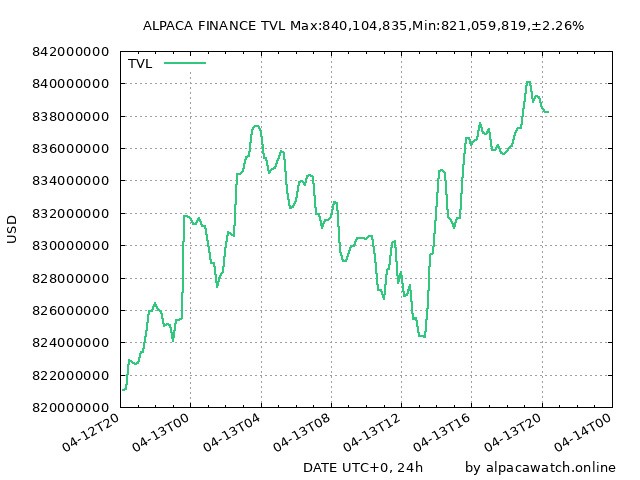 ALPACA FINANCE TVL Max:840,104,835,Min:821,059,819,±2.26%
842000000
TVL
840000000
838000000
836000000
834000000
832000000
830000000
828000000
826000000
824000000
822000000
820000000
USD
04-12T20
04-13T00
04-13T04
04-13T08
04-13T12
04-13T16
04-13T20
04-14T00
DATE UTC+0, 24h
by alpacawatch.online